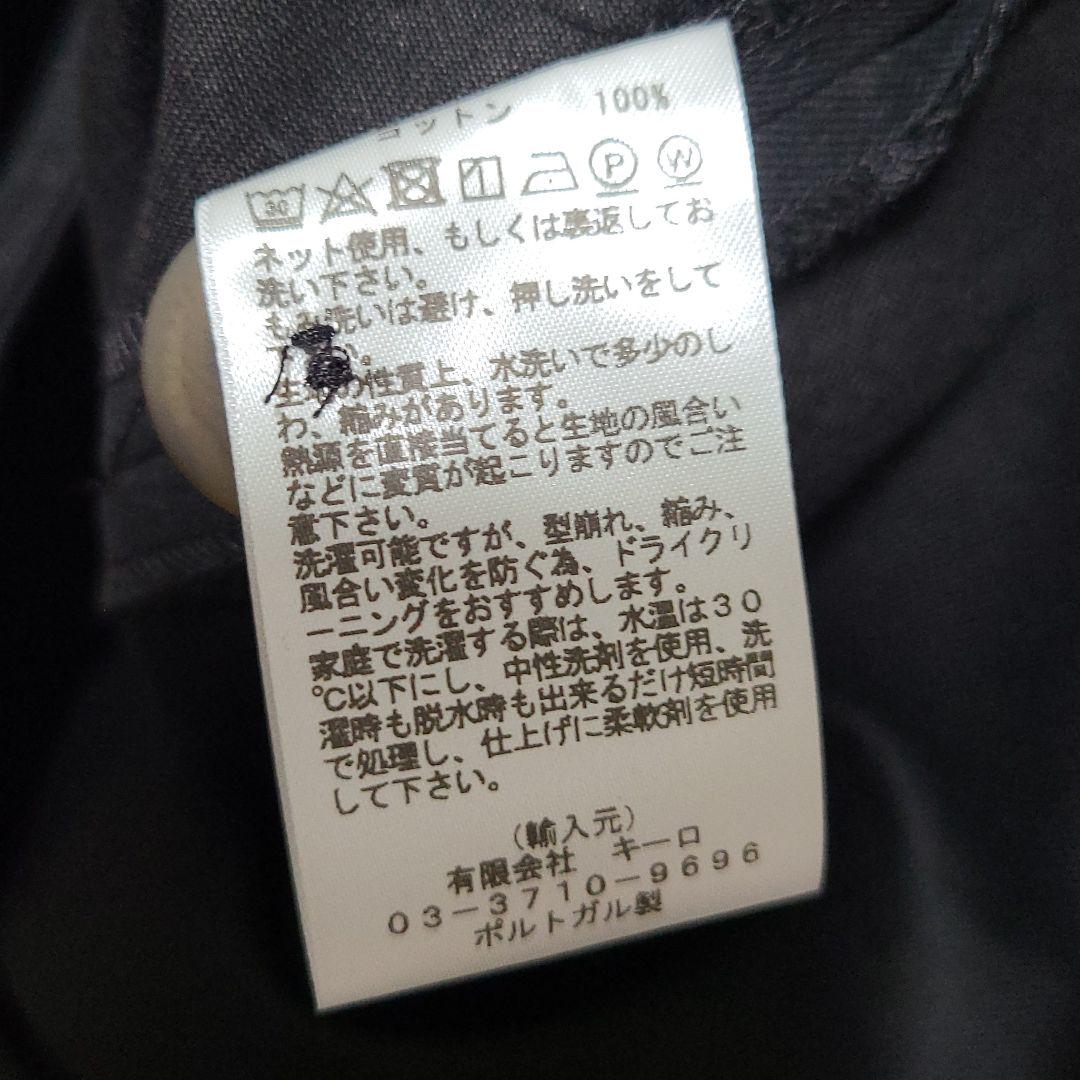 コットン 100%
30 P W
ネット使用、もしくは裏返してお
洗い下さい。
もみ洗いは避け、押し洗いをして
い。
生地の性質上、水洗いで多少のし
わ、縮みがあります。
熱源を直接当てると生地の風合い
などに変質が起こりますのでご注
意下さい。
洗濯可能ですが、型崩れ、縮み、
風合い変化を防ぐ為、ドライクリ
ーニングをおすすめします。
家庭で洗濯する際は、水温は30
℃以下にし、中性洗剤を使用、洗
濯時も脱水時も出来るだけ短時間
で処理し、仕上げに柔軟剤を使用
して下さい。
（輸入元）
有限会社 キーロ
03－3710－9696
ポルトガル製